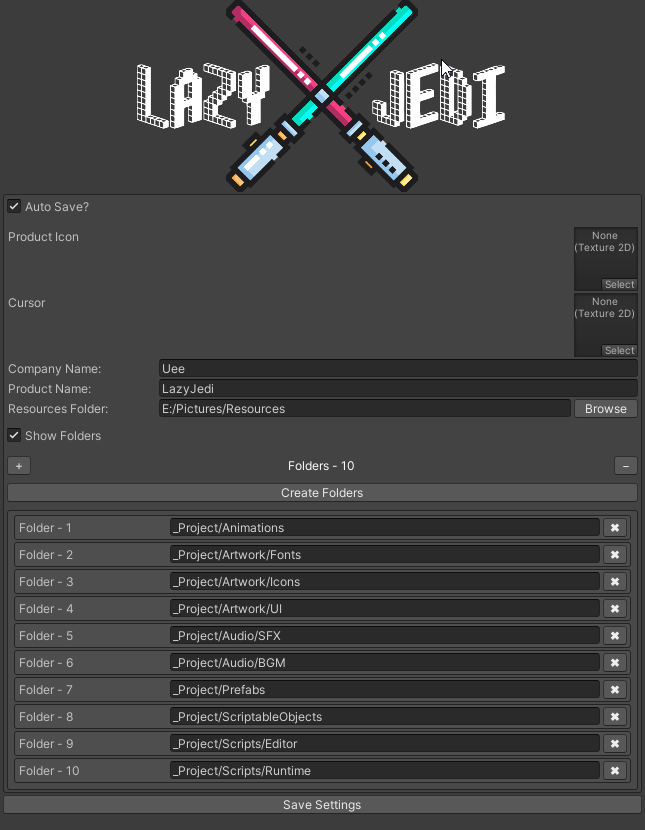 LAZY JEDI
Auto Save?
Product Icon
None
(Texture 2D)
Select
Cursor
None
(Texture 2D)
Select
Company Name: Uee
Product Name: LazyJedi
Resources Folder: E:/Pictures/Resources Browse
Show Folders
+ Folders - 10 −
Create Folders
Folder - 1 _Project/Animations ✖
Folder - 2 _Project/Artwork/Fonts ✖
Folder - 3 _Project/Artwork/Icons ✖
Folder - 4 _Project/Artwork/UI ✖
Folder - 5 _Project/Audio/SFX ✖
Folder - 6 _Project/Audio/BGM ✖
Folder - 7 _Project/Prefabs ✖
Folder - 8 _Project/ScriptableObjects ✖
Folder - 9 _Project/Scripts/Editor ✖
Folder - 10 _Project/Scripts/Runtime ✖
Save Settings